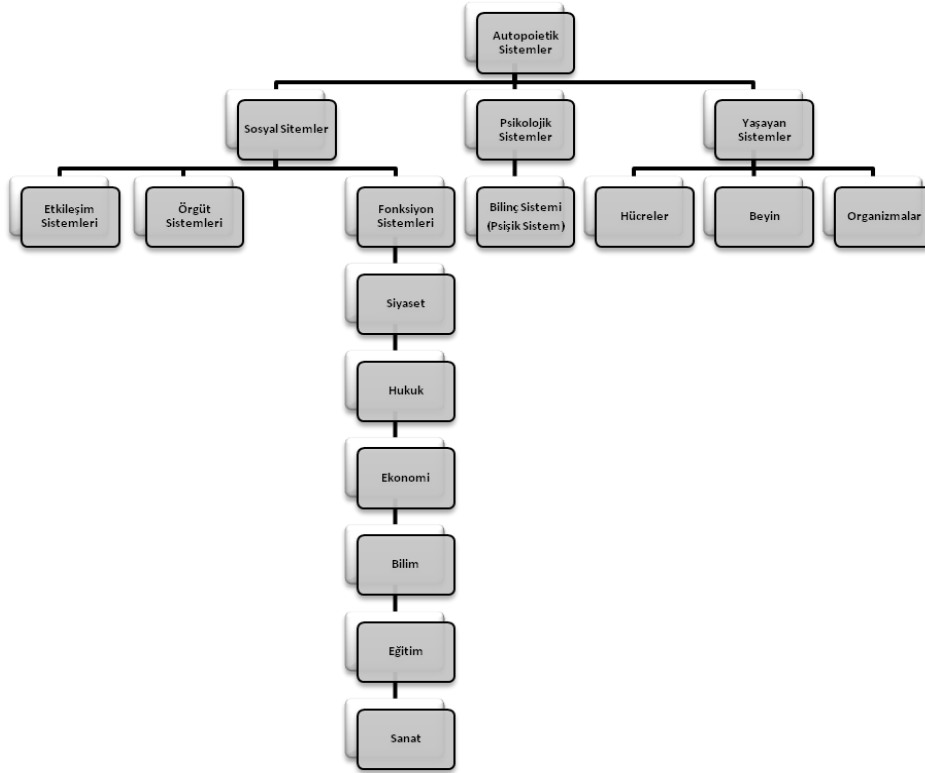 Autopoietik
Sistemler
Sosyal Sitemler
Psikolojik
Sistemler
Yaşayan
Sistemler
Etkileşim
Sistemleri
Örgüt
Sistemleri
Fonksiyon
Sistemleri
Bilinç Sistemi
(Psişik Sistem)
Hücreler
Beyin
Organizmalar
Siyaset
Hukuk
Ekonomi
Bilim
Eğitim
Sanat